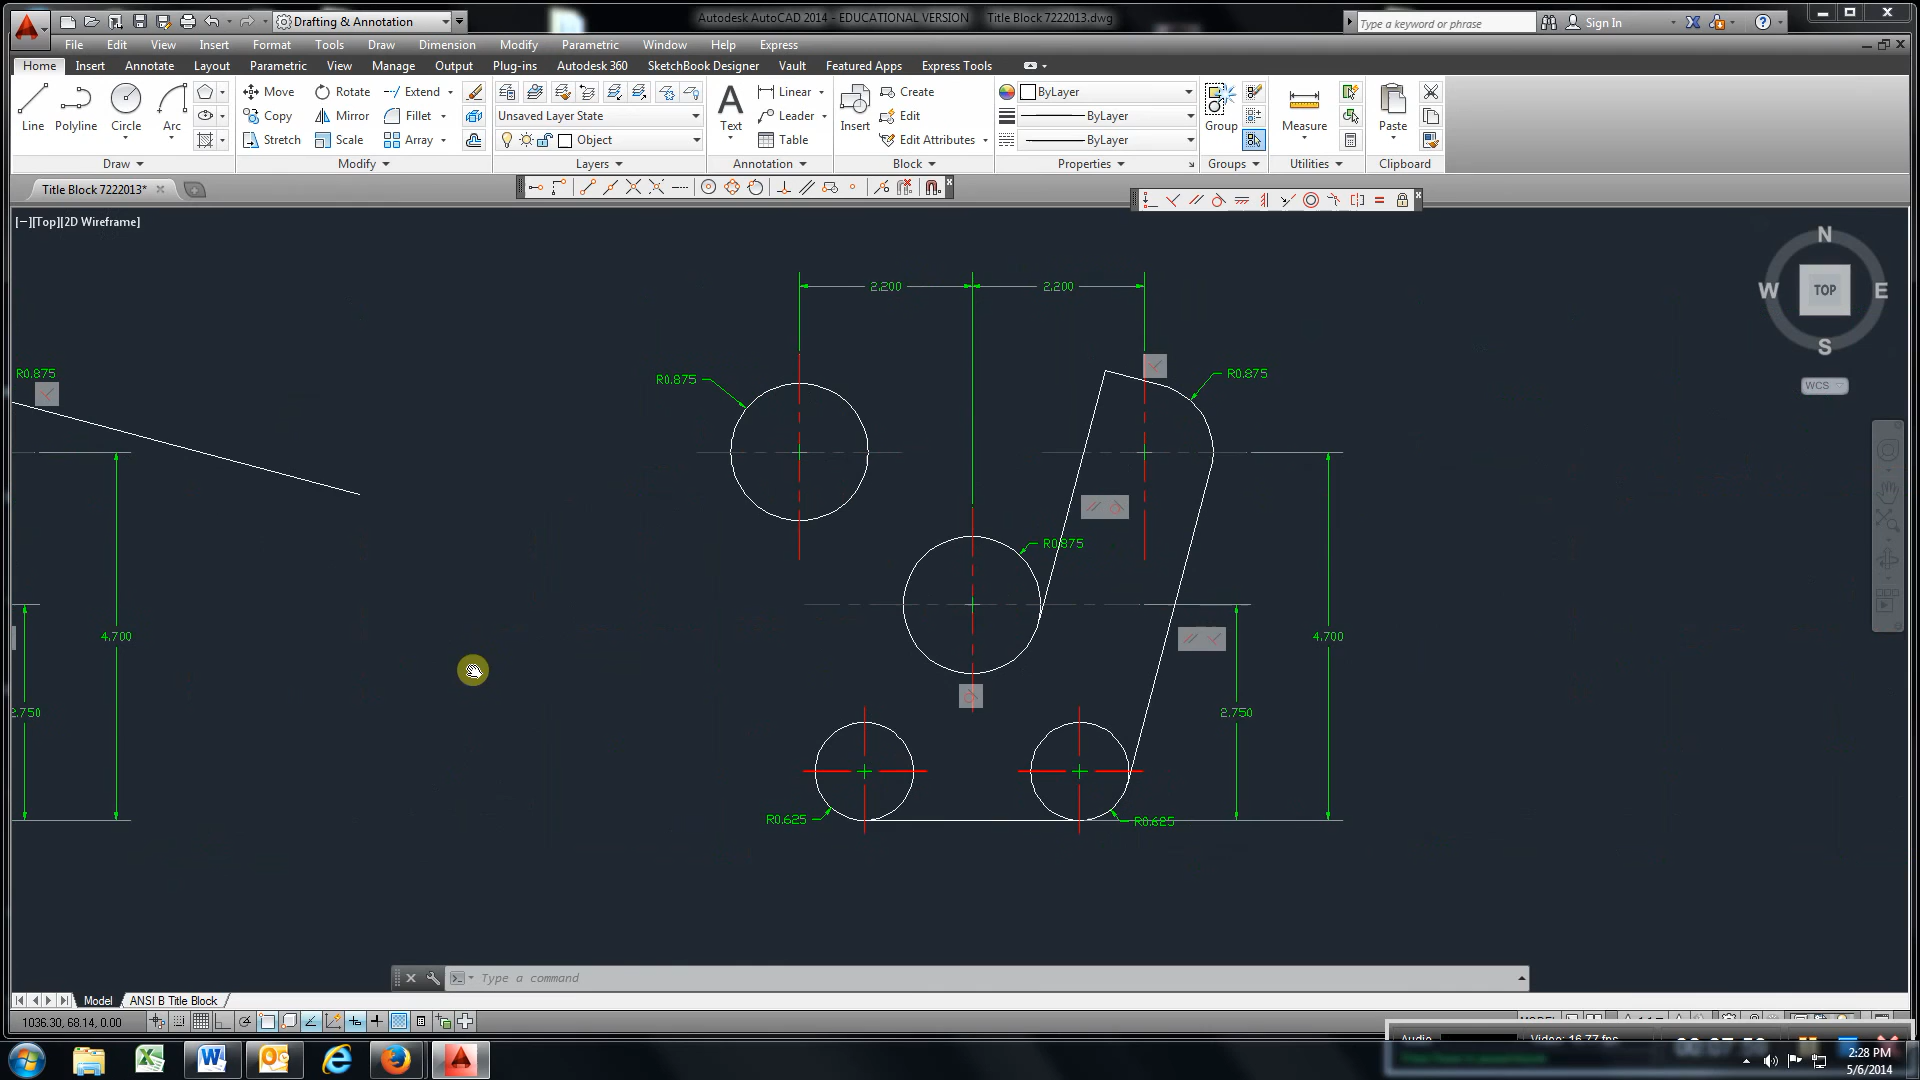 Drafting & Annotation
Autodesk AutoCAD 2014 - EDUCATIONAL VERSION Title Block 7222013.dwg
Type a keyword or phrase
Sign In
File Edit View Insert Format Tools Draw Dimension Modify Parametric Window Help Express
Home Insert Annotate Layout Parametric View Manage Output Plug-ins Autodesk 360 SketchBook Designer Vault Featured Apps Express Tools
Line Polyline Circle Arc
Move Rotate Extend
Copy Mirror Fillet
Stretch Scale Array
Unsaved Layer State
Object
Text
Linear
Leader
Table
Insert
Create
Edit
Edit Attributes
ByLayer
ByLayer
ByLayer
Group
Measure
Paste
Draw Modify Layers Annotation Block Properties Groups Utilities Clipboard
Title Block 7222013*
[−][Top][2D Wireframe]
N
W TOP E
S
WCS
2.200 2.200
R0.875
R0.875
R0.875
R0.875
4.700
4.700
2.750
2.750
R0.625
R0.625
Type a command
Model ANSI B Title Block
1036.30, 68.14, 0.00
2:28 PM
5/6/2014